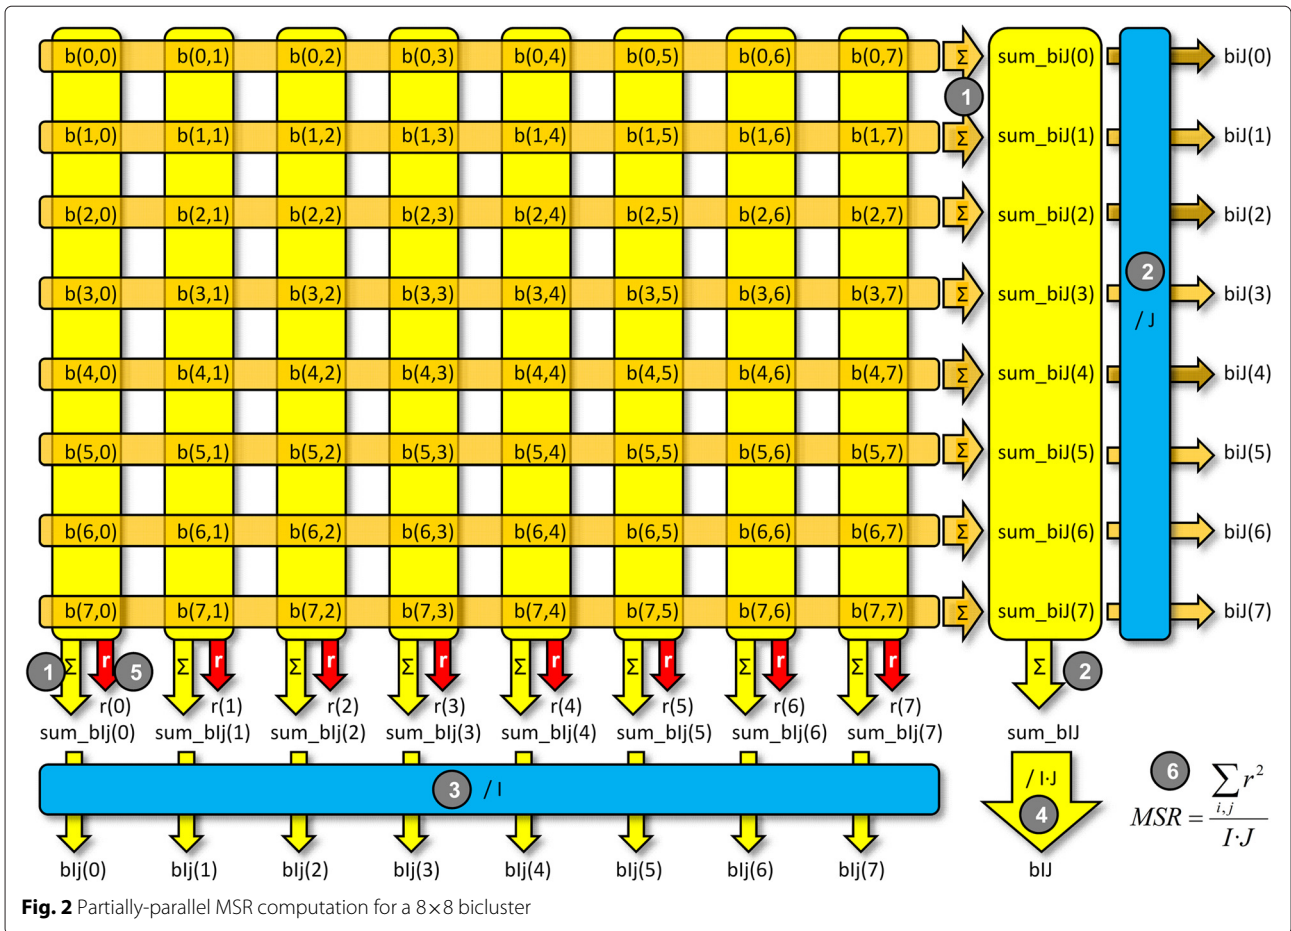 b(0,0) b(0,1) b(0,2) b(0,3) b(0,4) b(0,5) b(0,6) b(0,7) Σ sum_biJ(0) biJ(0)
1
b(1,0) b(1,1) b(1,2) b(1,3) b(1,4) b(1,5) b(1,6) b(1,7) Σ sum_biJ(1) biJ(1)
b(2,0) b(2,1) b(2,2) b(2,3) b(2,4) b(2,5) b(2,6) b(2,7) Σ sum_biJ(2) biJ(2)
2
b(3,0) b(3,1) b(3,2) b(3,3) b(3,4) b(3,5) b(3,6) b(3,7) Σ sum_biJ(3) biJ(3)
/ J
b(4,0) b(4,1) b(4,2) b(4,3) b(4,4) b(4,5) b(4,6) b(4,7) Σ sum_biJ(4) biJ(4)
b(5,0) b(5,1) b(5,2) b(5,3) b(5,4) b(5,5) b(5,6) b(5,7) Σ sum_biJ(5) biJ(5)
b(6,0) b(6,1) b(6,2) b(6,3) b(6,4) b(6,5) b(6,6) b(6,7) Σ sum_biJ(6) biJ(6)
b(7,0) b(7,1) b(7,2) b(7,3) b(7,4) b(7,5) b(7,6) b(7,7) Σ sum_biJ(7) biJ(7)
1 Σ r 5 Σ r Σ r Σ r Σ r Σ r Σ r Σ r Σ 2
r(0) r(1) r(2) r(3) r(4) r(5) r(6) r(7)
sum_bIj(0) sum_bIj(1) sum_bIj(2) sum_bIj(3) sum_bIj(4) sum_bIj(5) sum_bIj(6) sum_bIj(7) sum_bIJ
3 / I / I·J
4
6 MSR = ∑i,j r² / I·J
bIj(0) bIj(1) bIj(2) bIj(3) bIj(4) bIj(5) bIj(6) bIj(7) bIJ
Fig. 2 Partially-parallel MSR computation for a 8×8 bicluster